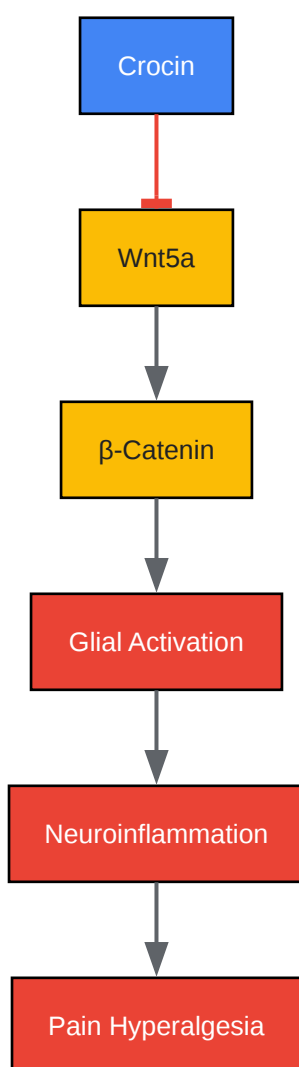 Crocin
Wnt5a
β-Catenin
Glial Activation
Neuroinflammation
Pain Hyperalgesia